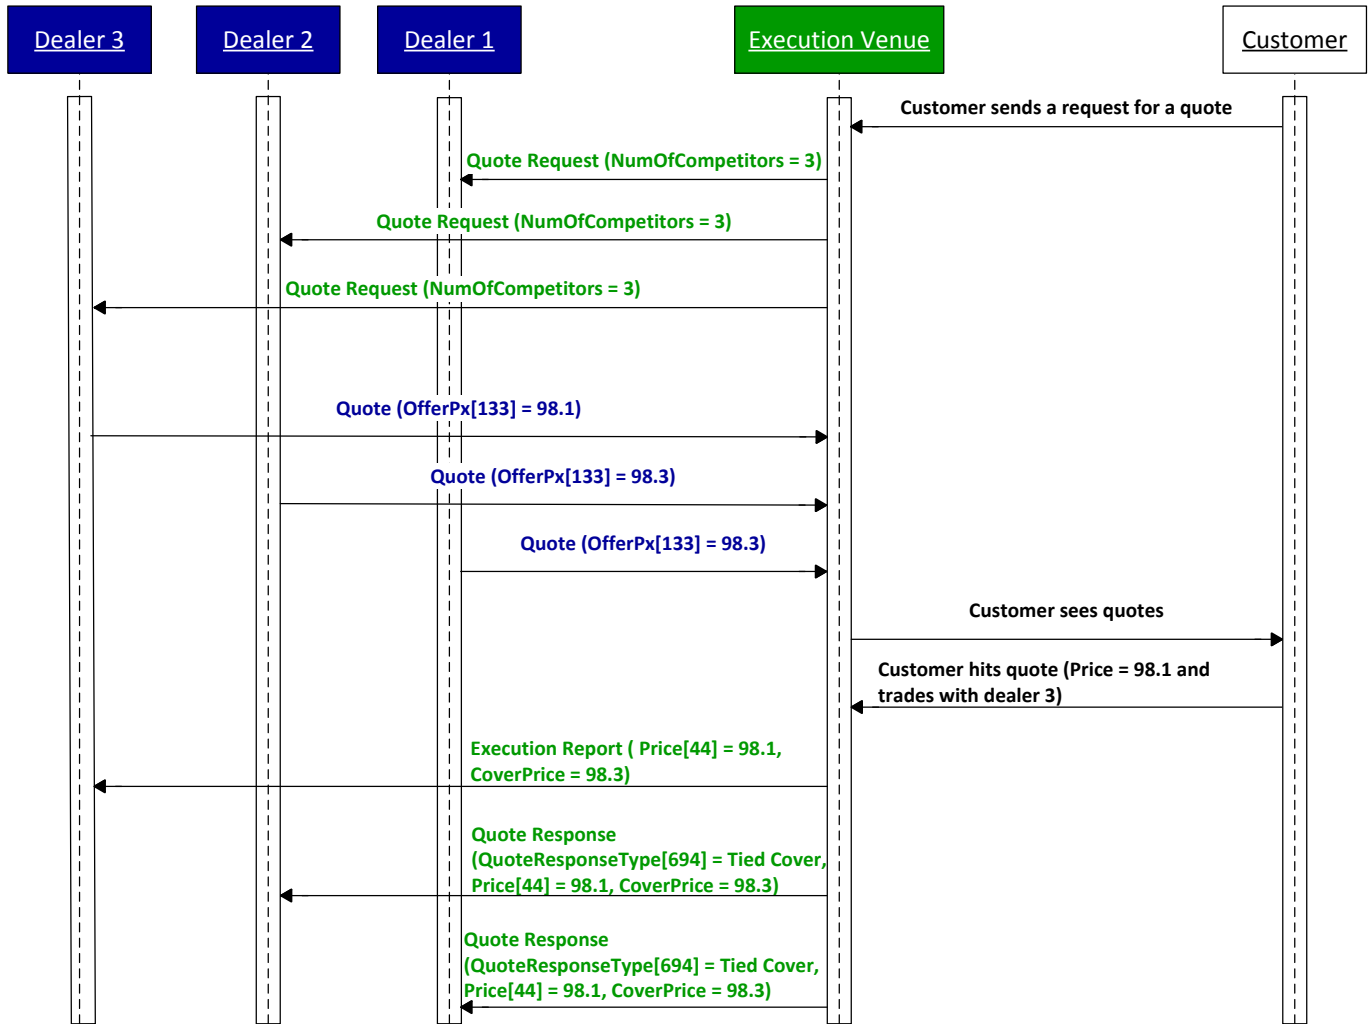 Dealer 3
Dealer 2
Dealer 1
Execution Venue
Customer
Customer sends a request for a quote
Quote Request (NumOfCompetitors = 3)
Quote Request (NumOfCompetitors = 3)
Quote Request (NumOfCompetitors = 3)
Quote (OfferPx[133] = 98.1)
Quote (OfferPx[133] = 98.3)
Quote (OfferPx[133] = 98.3)
Customer sees quotes
Customer hits quote (Price = 98.1 and
trades with dealer 3)
Execution Report ( Price[44] = 98.1,
CoverPrice = 98.3)
Quote Response
(QuoteResponseType[694] = Tied Cover,
Price[44] = 98.1, CoverPrice = 98.3)
Quote Response
(QuoteResponseType[694] = Tied Cover,
Price[44] = 98.1, CoverPrice = 98.3)